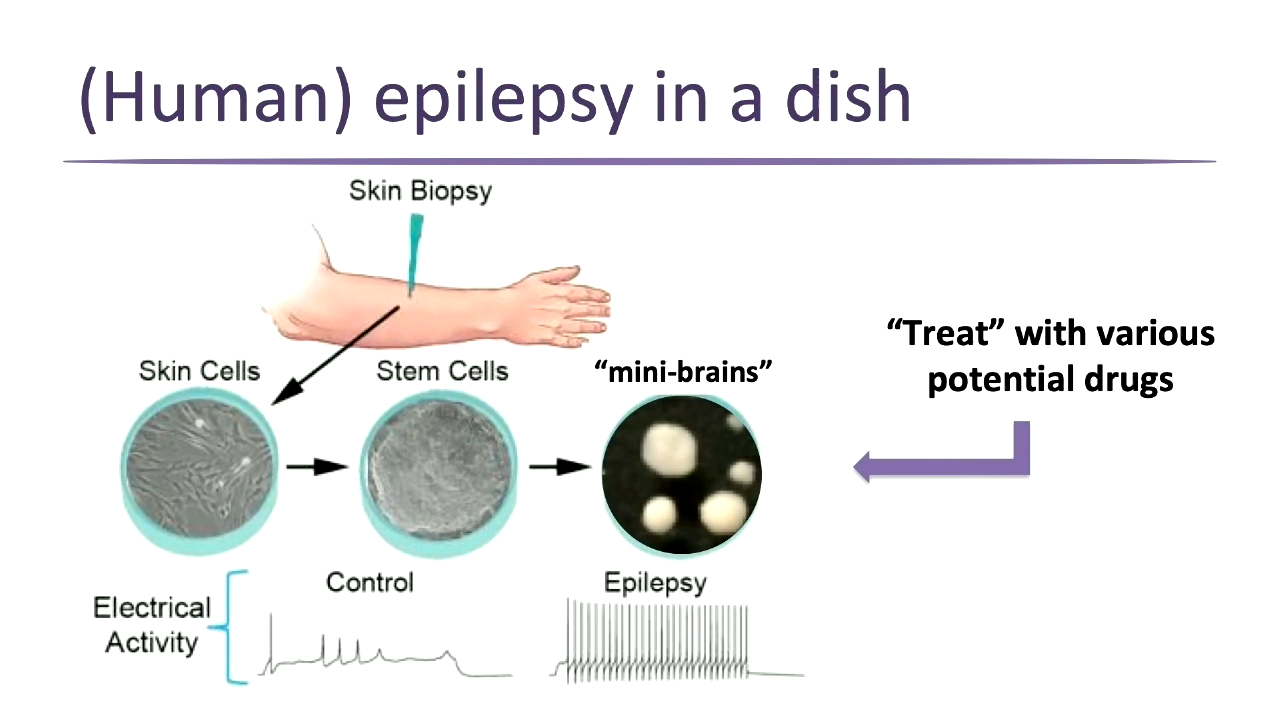 (Human) epilepsy in a dish
Skin Biopsy
Skin Cells
Stem Cells
“mini-brains”
“Treat” with various
potential drugs
Electrical
Activity
Control
Epilepsy